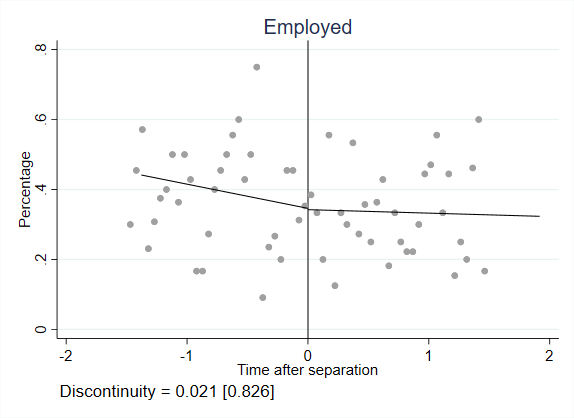 Employed
Percentage
.8
.6
.4
.2
0
-2 -1 0 1 2
Time after separation
Discontinuity = 0.021 [0.826]